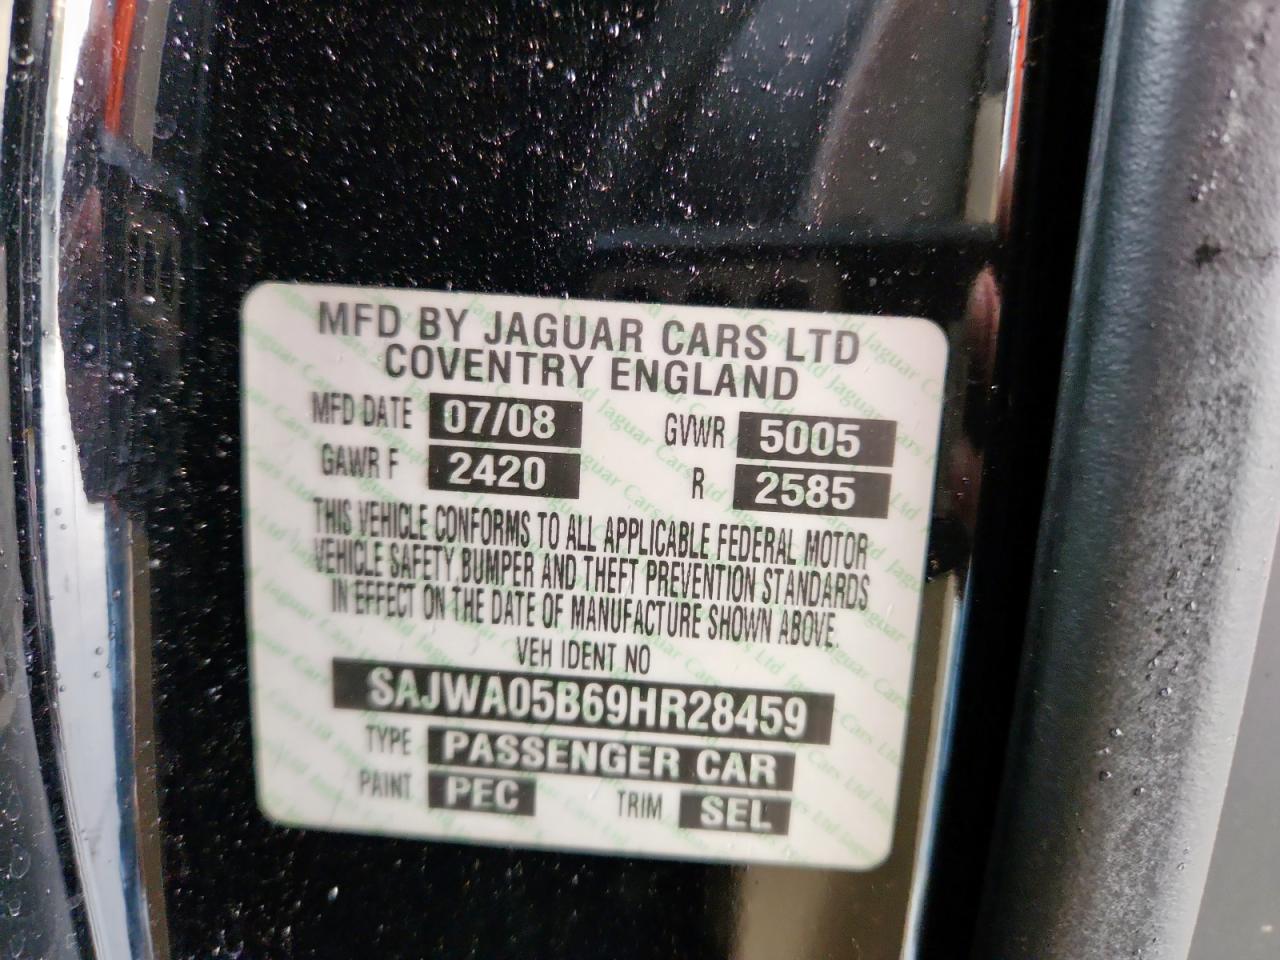 MFD BY JAGUAR CARS LTD
COVENTRY ENGLAND
MFD DATE 07/08 GVWR 5005
GAWR F 2420 R 2585
THIS VEHICLE CONFORMS TO ALL APPLICABLE FEDERAL MOTOR
VEHICLE SAFETY, BUMPER AND THEFT PREVENTION STANDARDS
IN EFFECT ON THE DATE OF MANUFACTURE SHOWN ABOVE.
VEH IDENT NO
SAJWA05B69HR28459
TYPE PASSENGER CAR
PAINT PEC TRIM SEL